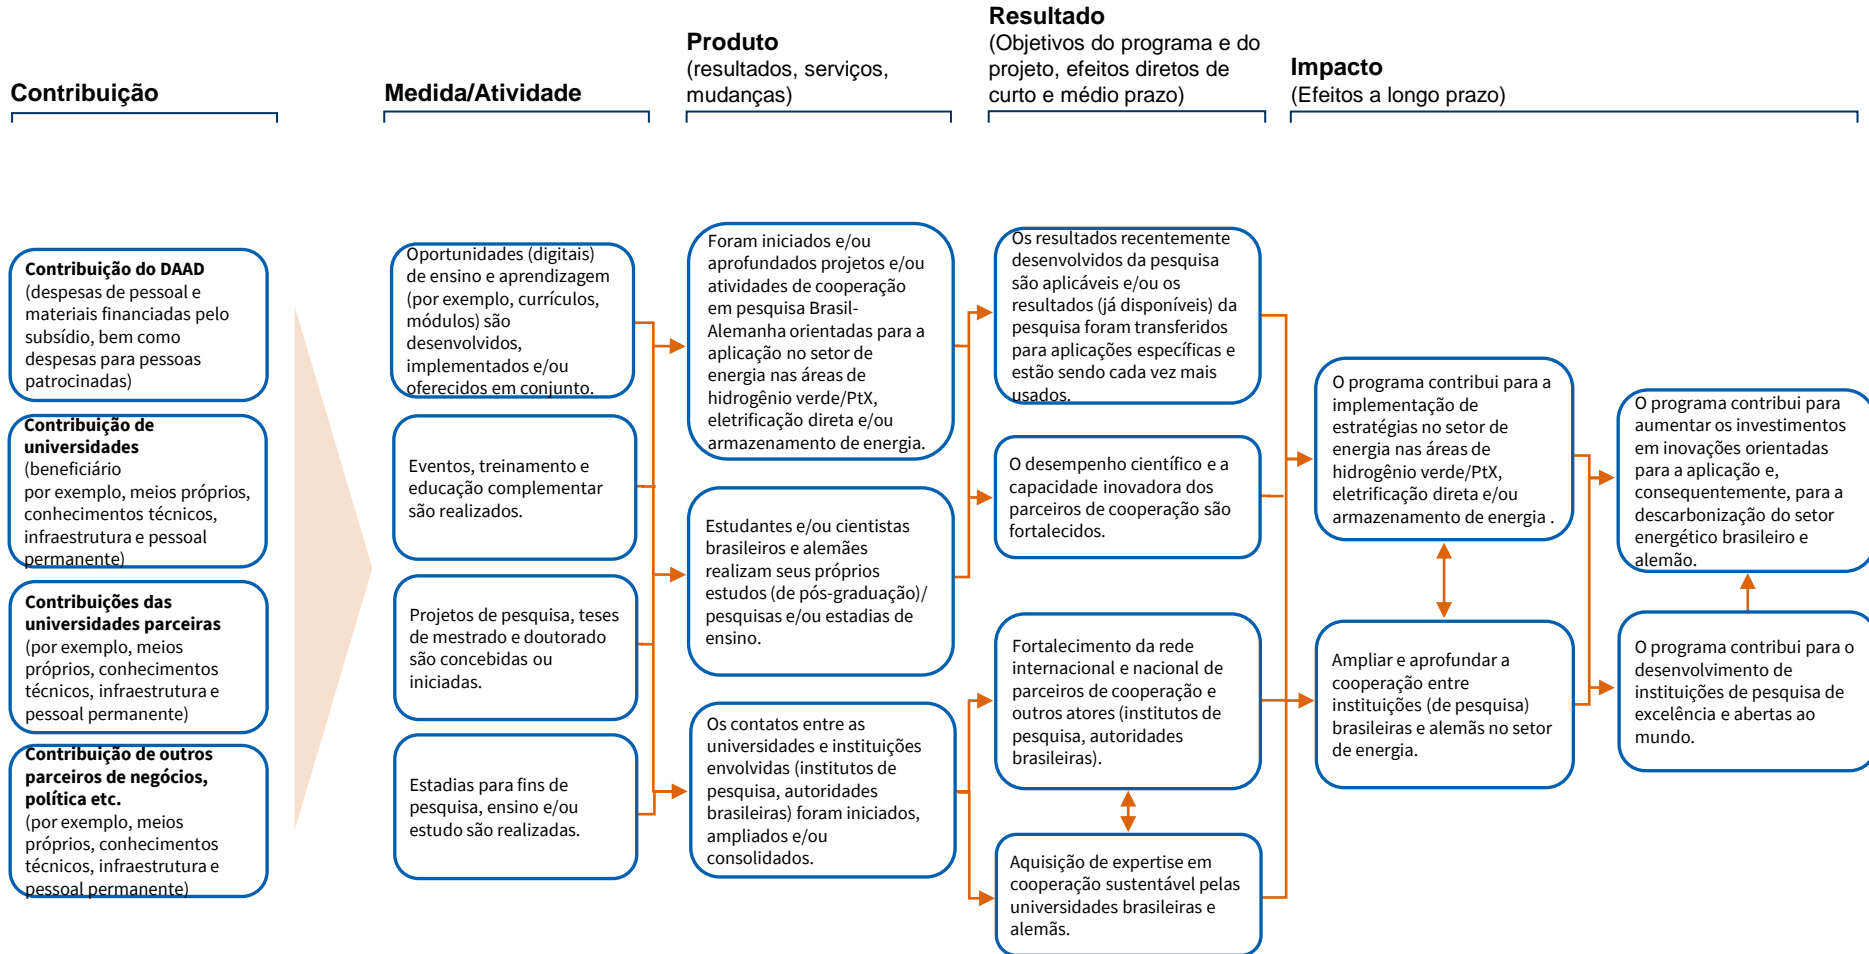 Contribuição
Medida/Atividade
Produto
(resultados, serviços,
mudanças)
Resultado
(Objetivos do programa e do
projeto, efeitos diretos de
curto e médio prazo)
Impacto
(Efeitos a longo prazo)
Contribuição do DAAD
(despesas de pessoal e
materiais financiadas pelo
subsídio, bem como
despesas para pessoas
patrocinadas)
Contribuição de
universidades
(beneficiário
por exemplo, meios próprios,
conhecimentos técnicos,
infraestrutura e pessoal
permanente)
Contribuições das
universidades parceiras
(por exemplo, meios
próprios, conhecimentos
técnicos, infraestrutura e
pessoal permanente)
Contribuição de outros
parceiros de negócios,
política etc.
(por exemplo, meios
próprios, conhecimentos
técnicos, infraestrutura e
pessoal permanente)
Oportunidades (digitais)
de ensino e aprendizagem
(por exemplo, currículos,
módulos) são
desenvolvidos,
implementados e/ou
oferecidos em conjunto.
Eventos, treinamento e
educação complementar
são realizados.
Projetos de pesquisa, teses
de mestrado e doutorado
são concebidas ou
iniciadas.
Estadias para fins de
pesquisa, ensino e/ou
estudo são realizadas.
Foram iniciados e/ou
aprofundados projetos e/ou
atividades de cooperação
em pesquisa Brasil-
Alemanha orientadas para a
aplicação no setor de
energia nas áreas de
hidrogênio verde/PtX,
eletrificação direta e/ou
armazenamento de energia.
Estudantes e/ou cientistas
brasileiros e alemães
realizam seus próprios
estudos (de pós-graduação)/
pesquisas e/ou estadias de
ensino.
Os contatos entre as
universidades e instituições
envolvidas (institutos de
pesquisa, autoridades
brasileiras) foram iniciados,
ampliados e/ou
consolidados.
Os resultados recentemente
desenvolvidos da pesquisa
são aplicáveis e/ou os
resultados (já disponíveis) da
pesquisa foram transferidos
para aplicações específicas e
estão sendo cada vez mais
usados.
O desempenho científico e a
capacidade inovadora dos
parceiros de cooperação são
fortalecidos.
Fortalecimento da rede
internacional e nacional de
parceiros de cooperação e
outros atores (institutos de
pesquisa, autoridades
brasileiras).
Aquisição de expertise em
cooperação sustentável pelas
universidades brasileiras e
alemãs.
O programa contribui para a
implementação de
estratégias no setor de
energia nas áreas de
hidrogênio verde/PtX,
eletrificação direta e/ou
armazenamento de energia .
Ampliar e aprofundar a
cooperação entre
instituições (de pesquisa)
brasileiras e alemãs no setor
de energia.
O programa contribui para
aumentar os investimentos
em inovações orientadas
para a aplicação e,
consequentemente, para a
descarbonização do setor
energético brasileiro e
alemão.
O programa contribui para o
desenvolvimento de
instituições de pesquisa de
excelência e abertas ao
mundo.